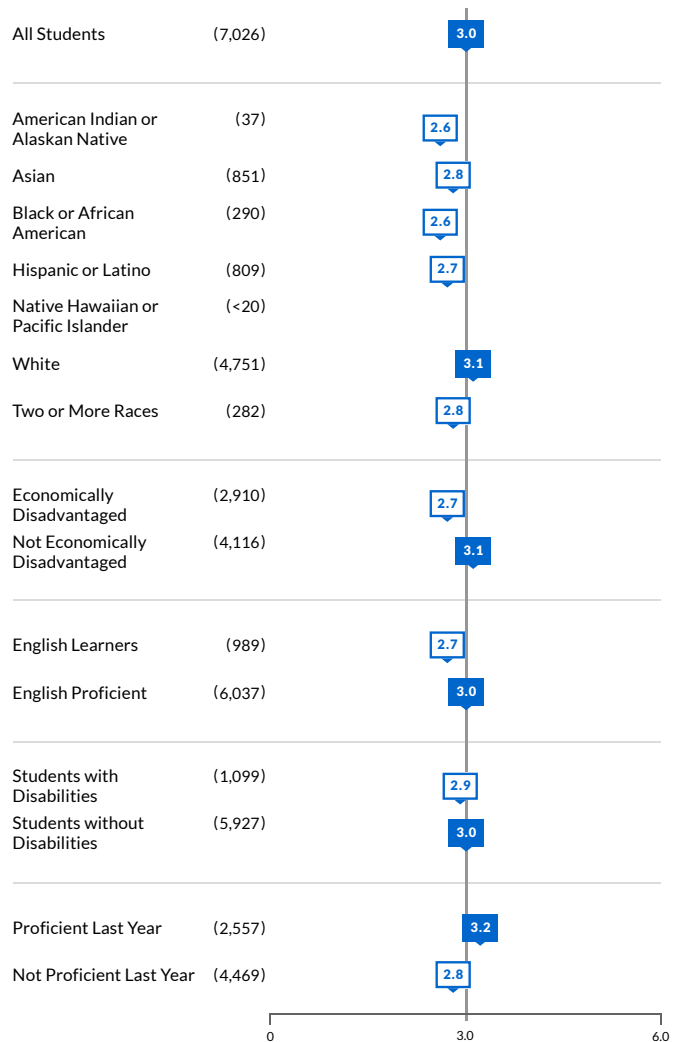 All Students (7,026) 3.0
American Indian or (37) 2.6
Alaskan Native
Asian (851) 2.8
Black or African (290) 2.6
American
Hispanic or Latino (809) 2.7
Native Hawaiian or (<20)
Pacific Islander
White (4,751) 3.1
Two or More Races (282) 2.8
Economically (2,910) 2.7
Disadvantaged
Not Economically (4,116) 3.1
Disadvantaged
English Learners (989) 2.7
English Proficient (6,037) 3.0
Students with (1,099) 2.9
Disabilities
Students without (5,927) 3.0
Disabilities
Proficient Last Year (2,557) 3.2
Not Proficient Last Year (4,469) 2.8
0 3.0 6.0